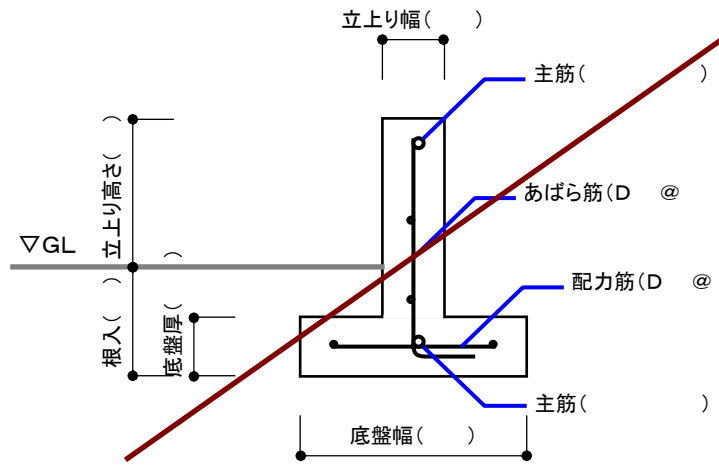 立上り幅(　　)
主筋(　　　　　)
立上り高さ(　　)
あばら筋(D　@
▽GL
配力筋(D　@
根入(　　)
底盤厚(　　)
主筋(　　　　　)
底盤幅(　　)